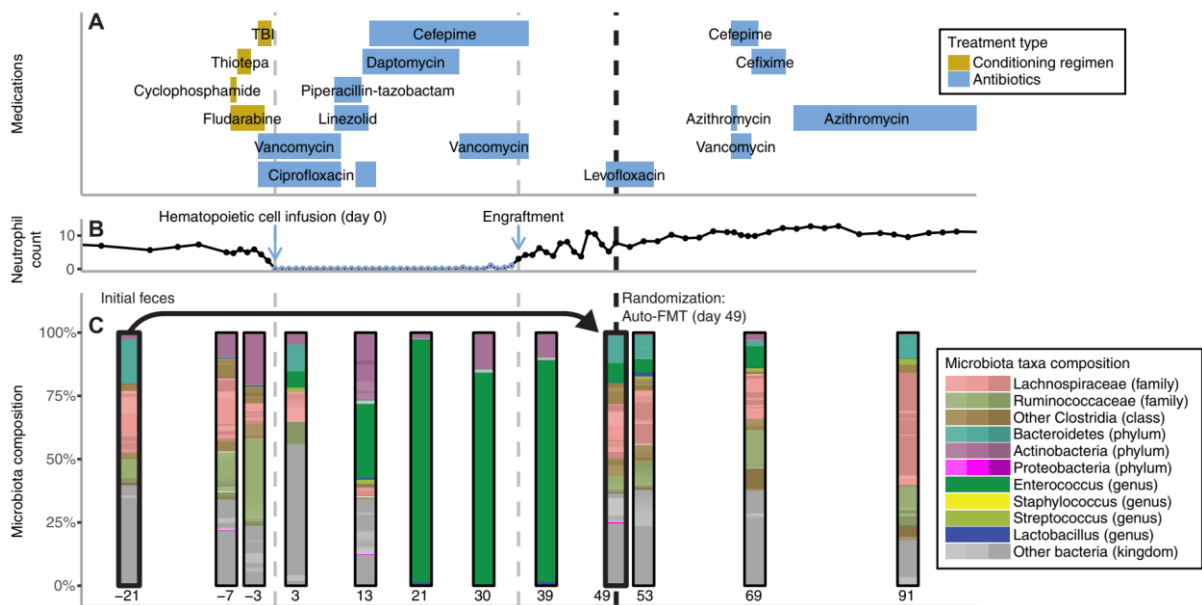 A
Medications
TBI
Cefepime
Cefepime
Thiotepa
Daptomycin
Cefixime
Cyclophosphamide
Piperacillin-tazobactam
Fludarabine
Linezolid
Azithromycin
Azithromycin
Vancomycin
Vancomycin
Vancomycin
Ciprofloxacin
Levofloxacin
Treatment type
Conditioning regimen
Antibiotics
B
Neutrophil
count
10
0
Hematopoietic cell infusion (day 0)
Engraftment
C
Initial feces
Randomization:
Auto-FMT (day 49)
Microbiota composition
100%
75%
50%
25%
0%
−21
−7
−3
3
13
21
30
39
49
53
69
91
Microbiota taxa composition
Lachnospiraceae (family)
Ruminococcaceae (family)
Other Clostridia (class)
Bacteroidetes (phylum)
Actinobacteria (phylum)
Proteobacteria (phylum)
Enterococcus (genus)
Staphylococcus (genus)
Streptococcus (genus)
Lactobacillus (genus)
Other bacteria (kingdom)